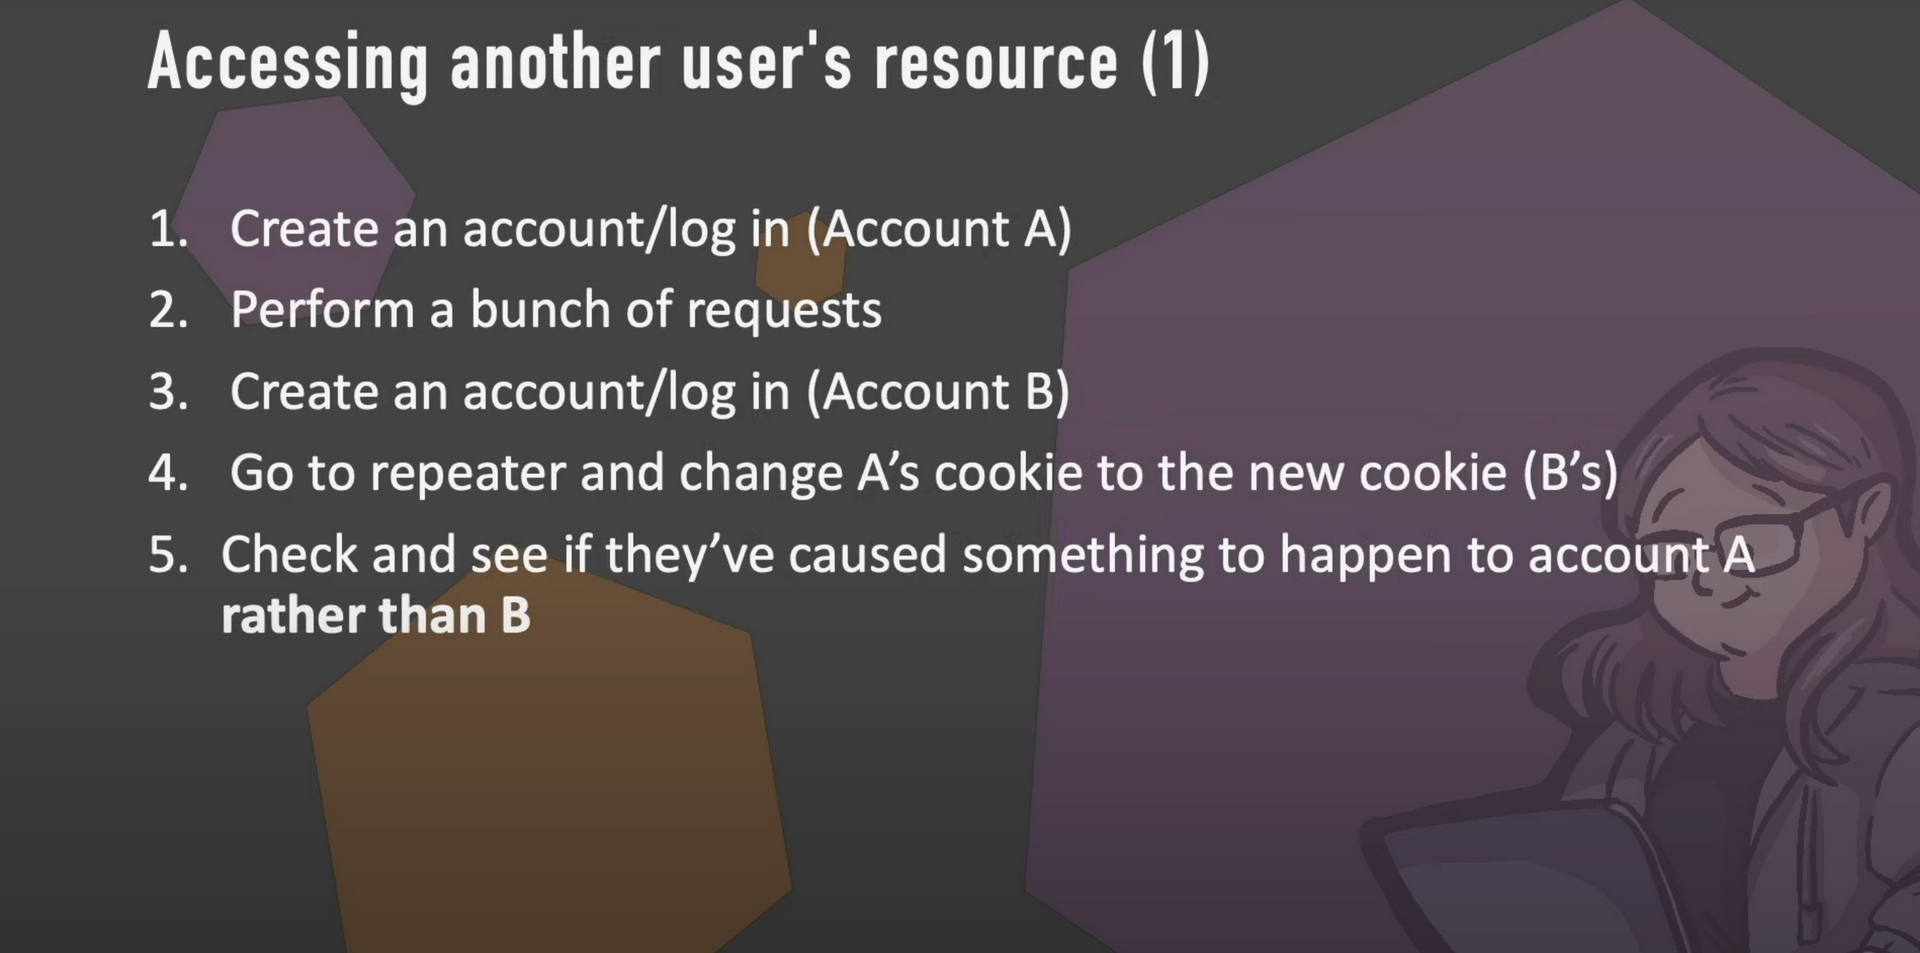 Accessing another user's resource (1)
1. Create an account/log in (Account A)
2. Perform a bunch of requests
3. Create an account/log in (Account B)
4. Go to repeater and change A’s cookie to the new cookie (B’s)
5. Check and see if they’ve caused something to happen to account A
rather than B